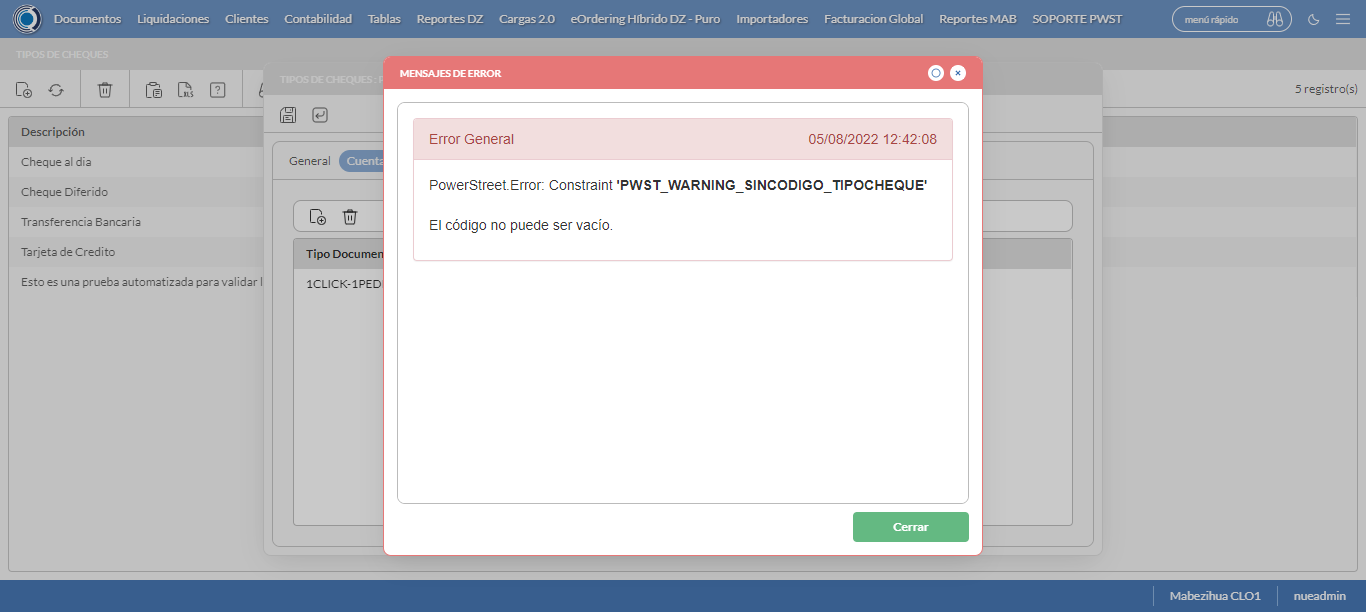 Documentos Liquidaciones Clientes Contabilidad Tablas Reportes DZ Cargas 2.0 eOrdering Híbrido DZ - Puro Importadores Facturacion Global Reportes MAB SOPORTE PWST menú rápido
TIPOS DE CHEQUES
5 registro(s)
TIPOS DE CHEQUES
MENSAJES DE ERROR
Descripción
Cheque al dia
Cheque Diferido
Transferencia Bancaria
Tarjeta de Credito
Esto es una prueba automatizada para validar
General
Tipo Documen
1CLICK-1PED
Error General 05/08/2022 12:42:08
PowerStreet.Error: Constraint 'PWST_WARNING_SINCODIGO_TIPOCHEQUE'
El código no puede ser vacío.
Cerrar
Mabezihua CLO1 nueadmin